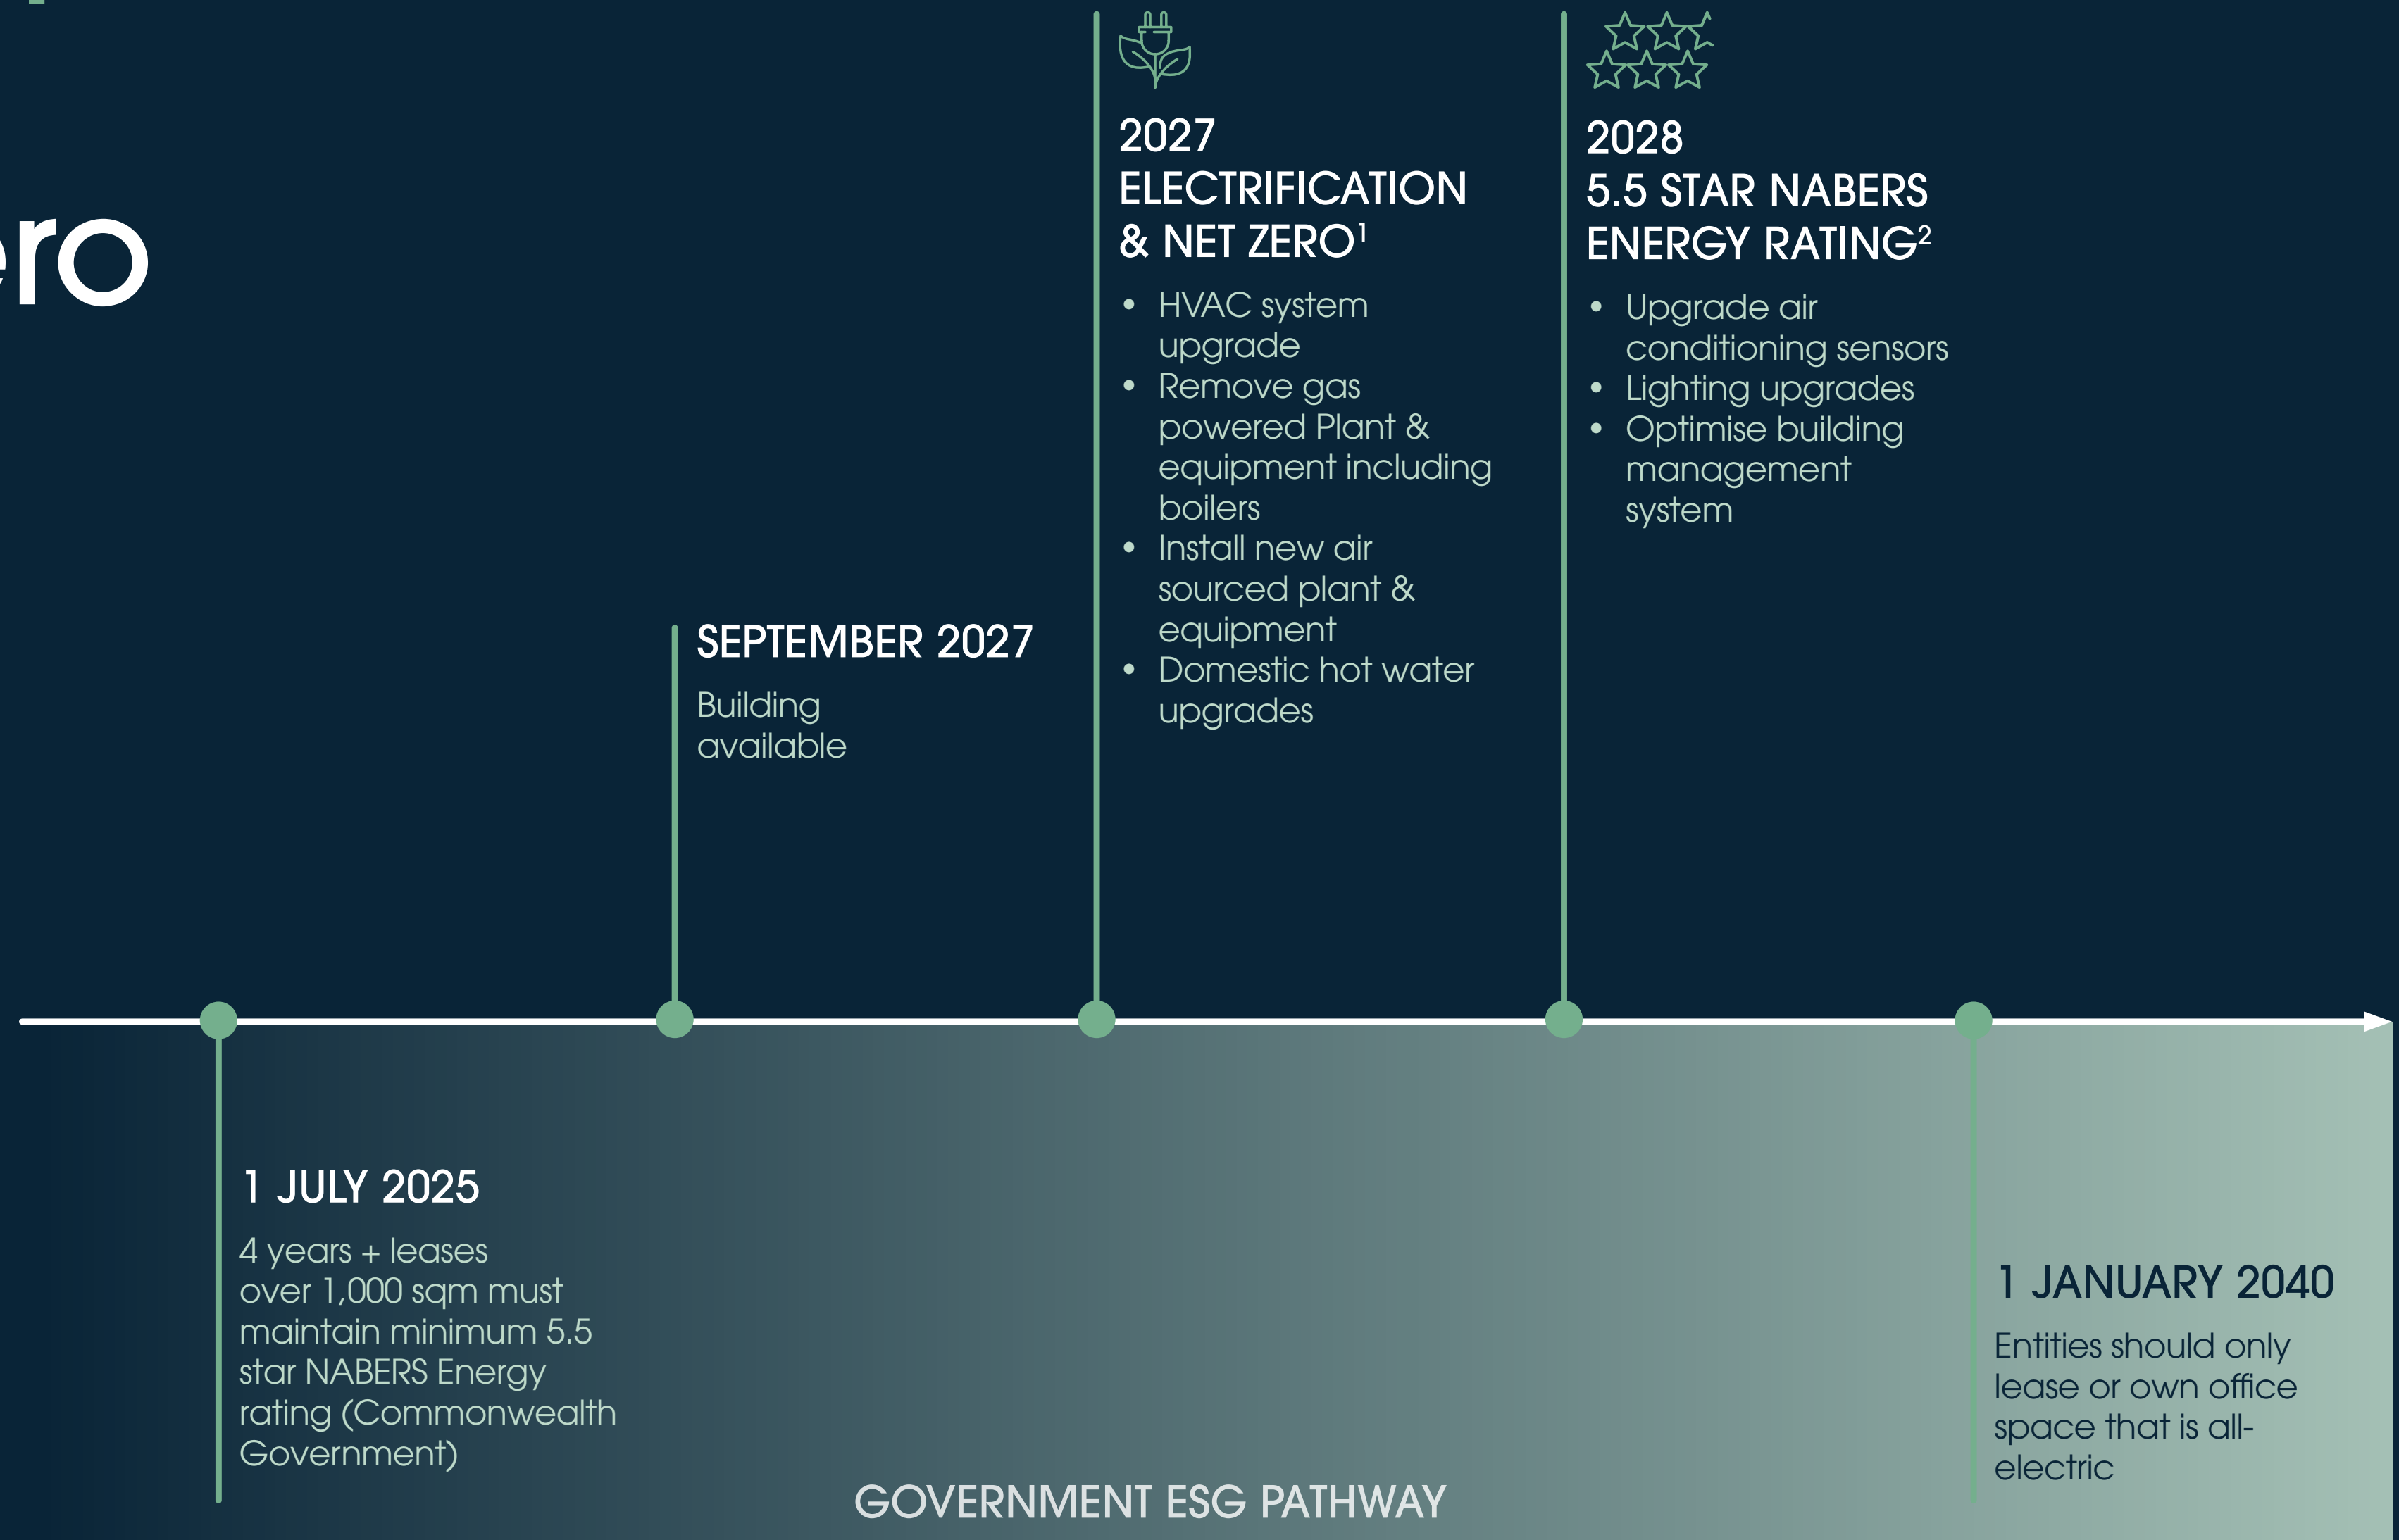 ero
SEPTEMBER 2027
Building
available
2027
ELECTRIFICATION
& NET ZERO¹
• HVAC system
upgrade
• Remove gas
powered Plant &
equipment including
boilers
• Install new air
sourced plant &
equipment
• Domestic hot water
upgrades
2028
5.5 STAR NABERS
ENERGY RATING²
• Upgrade air
conditioning sensors
• Lighting upgrades
• Optimise building
management
system
1 JULY 2025
4 years + leases
over 1,000 sqm must
maintain minimum 5.5
star NABERS Energy
rating (Commonwealth
Government)
1 JANUARY 2040
Entities should only
lease or own office
space that is all-
electric
GOVERNMENT ESG PATHWAY